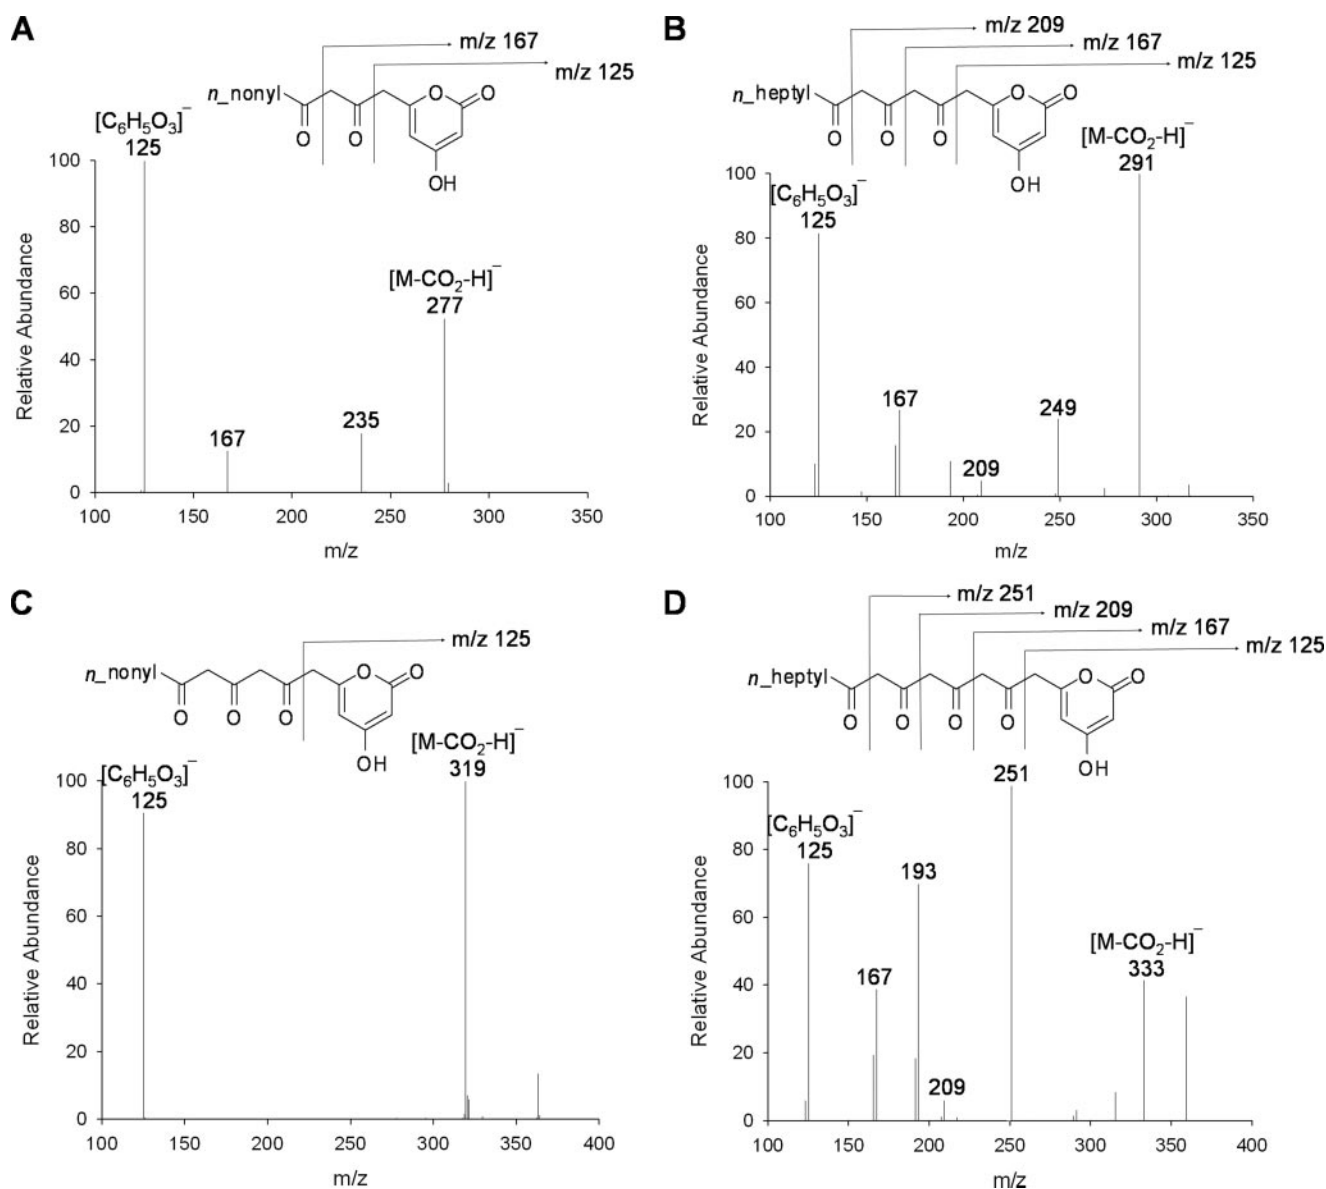 A
m/z 167
m/z 125
n_nonyl
O
O
O
O
OH
[C6H5O3]−
125
[M-CO2-H]−
277
235
167
Relative Abundance
100
80
60
40
20
0
100 150 200 250 300 350
m/z
B
m/z 209
m/z 167
m/z 125
n_heptyl
O
O
O
O
O
OH
[M-CO2-H]−
291
[C6H5O3]−
125
167
249
209
Relative Abundance
100
80
60
40
20
0
100 150 200 250 300 350
m/z
C
m/z 125
n_nonyl
O
O
O
O
O
OH
[M-CO2-H]−
319
[C6H5O3]−
125
Relative Abundance
100
80
60
40
20
0
100 150 200 250 300 350 400
m/z
D
m/z 251
m/z 209
m/z 167
m/z 125
n_heptyl
O
O
O
O
O
O
OH
251
[C6H5O3]−
125
193
[M-CO2-H]−
333
167
209
Relative Abundance
100
80
60
40
20
0
100 150 200 250 300 350 400
m/z